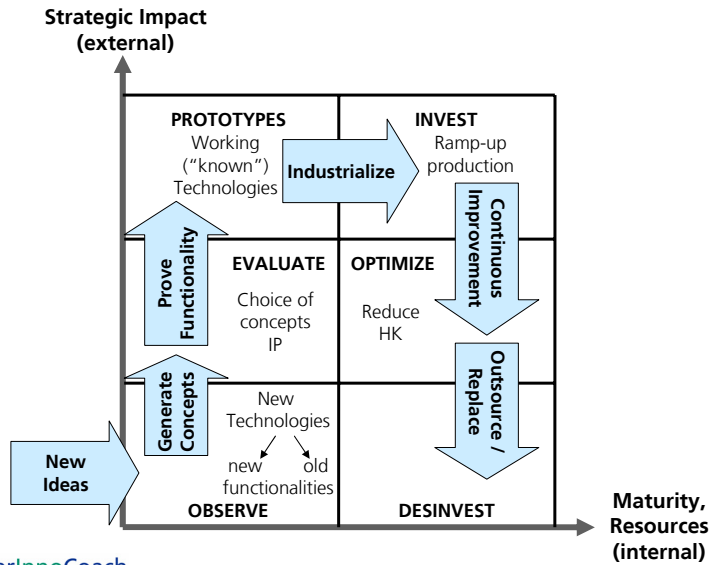 Strategic Impact
(external)
PROTOTYPES
Working
("known")
Technologies
Industrialize
INVEST
Ramp-up
production
Continuous
Improvement
Prove
Functionality
EVALUATE
Choice of
concepts
IP
OPTIMIZE
Reduce
HK
Outsource /
Replace
Generate
Concepts
New
Technologies
new old
functionalities
OBSERVE
DESINVEST
New
Ideas
Maturity,
Resources
(internal)